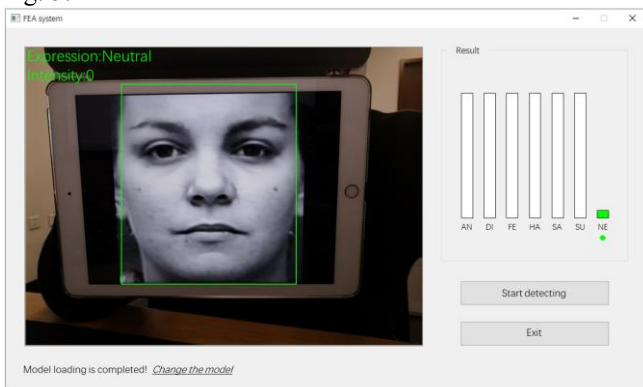 FEA system
Expression:Neutral
Intensity:0
Result
AN DI FE HA SA SU NE
Start detecting
Exit
Model loading is completed! Change the model